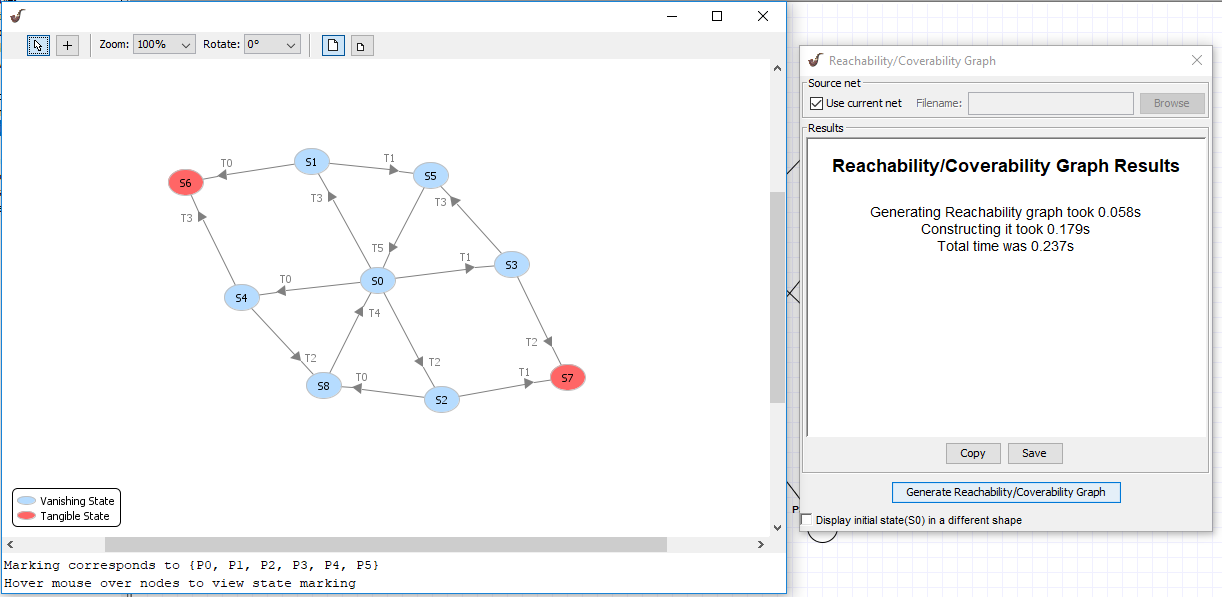 Zoom: 100% Rotate: 0°
Reachability/Coverability Graph
Source net
Use current net Filename: Browse
Results
Reachability/Coverability Graph Results
Generating Reachability graph took 0.058s
Constructing it took 0.179s
Total time was 0.237s
Copy Save
Generate Reachability/Coverability Graph
Display initial state(S0) in a different shape
P
S1
T0
T1
S6
S5
T3
T3
T3
T5
T1
S3
S0
T0
S4
T4
T2
T2
T2
T1
T0
S7
S8
S2
Vanishing State
Tangible State
Marking corresponds to {P0, P1, P2, P3, P4, P5}
Hover mouse over nodes to view state marking